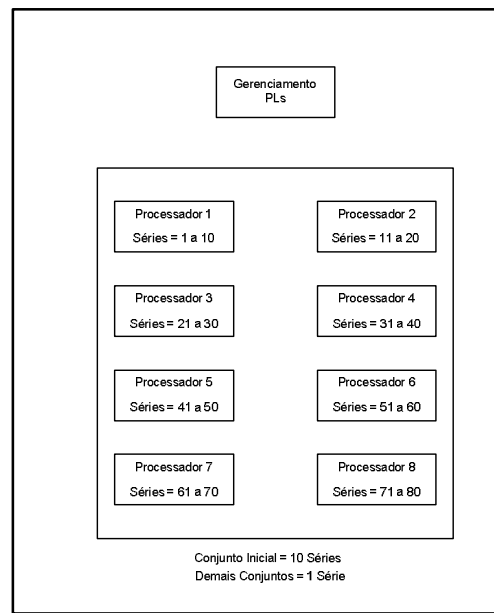 Gerenciamento
PLs
Processador 1
Séries = 1 a 10
Processador 2
Séries = 11 a 20
Processador 3
Séries = 21 a 30
Processador 4
Séries = 31 a 40
Processador 5
Séries = 41 a 50
Processador 6
Séries = 51 a 60
Processador 7
Séries = 61 a 70
Processador 8
Séries = 71 a 80
Conjunto Inicial = 10 Séries
Demais Conjuntos = 1 Série